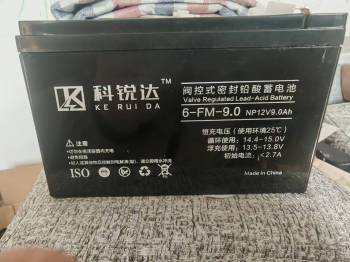 科锐达™
KE RUI DA
阀控式密封铅酸蓄电池
Valve Regulated Lead-Acid Battery
6-FM-9.0 NP12V9.0Ah
恒充电压（使用环境25℃）
循环使用： 14.4-15.0V
浮充使用： 13.5-13.8V
初始电流： <2.7A
Made in China
注意
ISO